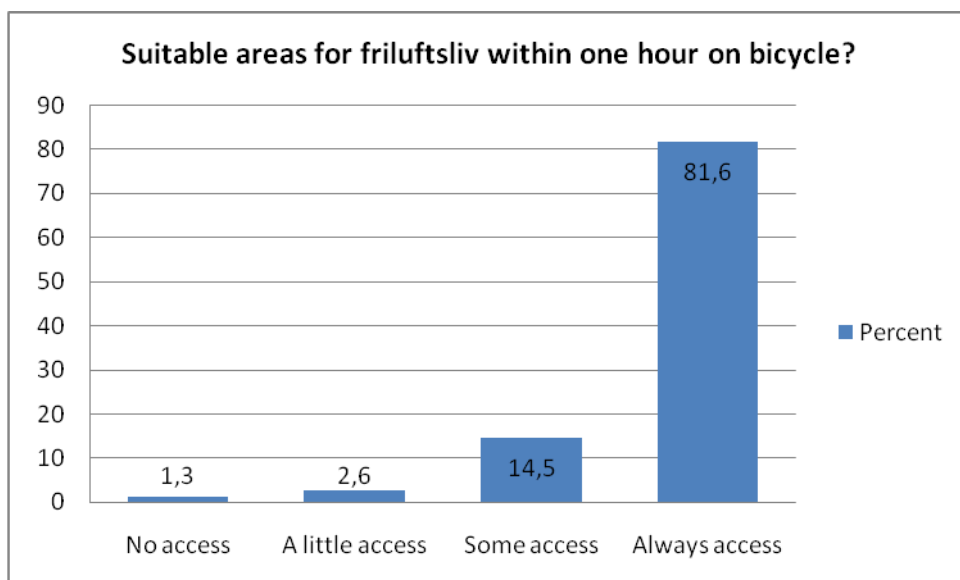 Suitable areas for friluftsliv within one hour on bicycle?
90
80
70
60
50
40
30
20
10
0
1,3
2,6
14,5
81,6
No access
A little access
Some access
Always access
Percent